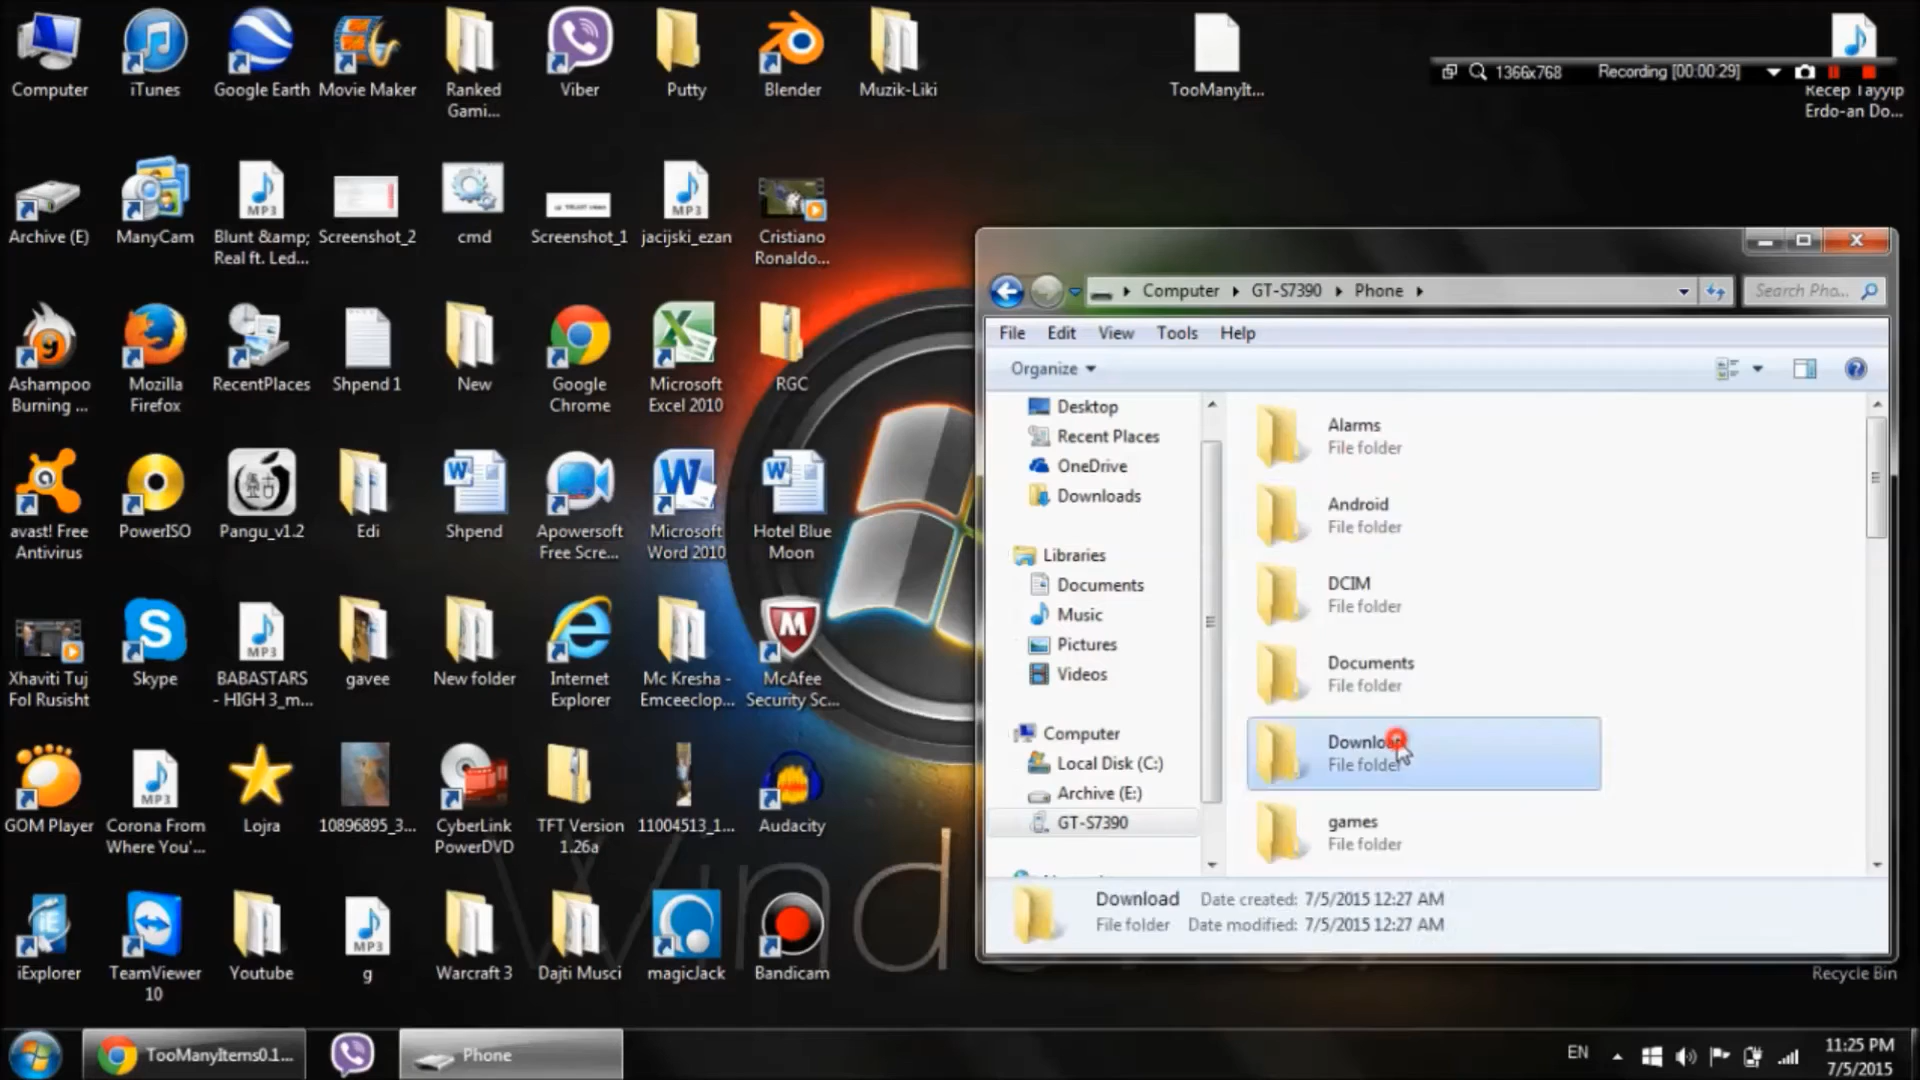 Computer
iTunes
Google Earth
Movie Maker
Ranked
Gami...
Viber
Putty
Blender
Muzik-Liki
TooManyIt...
1366x768
Recording [00:00:29]
Recep Tayyip
Erdo-an Do...
Archive (E)
ManyCam
MP3
Blunt &amp;
Real ft. Led...
Screenshot_2
cmd
Screenshot_1
MP3
jacijski_ezan
Cristiano
Ronaldo...
Ashampoo
Burning ...
Mozilla
Firefox
RecentPlaces
Shpend 1
New
Google
Chrome
Microsoft
Excel 2010
RGC
avast! Free
Antivirus
PowerISO
Pangu_v1.2
Edi
Shpend
Apowersoft
Free Scre...
Microsoft
Word 2010
Hotel Blue
Moon
Xhaviti Tuj
Fol Rusisht
Skype
MP3
BABASTARS
- HIGH 3_m...
gavee
New folder
Internet
Explorer
Mc Kresha -
Emceeclop...
McAfee
Security Sc...
GOM Player
MP3
Corona From
Where You'...
Lojra
10896895_3...
CyberLink
PowerDVD
TFT Version
1.26a
11004513_1...
Audacity
iExplorer
TeamViewer
10
Youtube
MP3
g
Warcraft 3
Dajti Musci
magicJack
Bandicam
Computer
GT-S7390
Phone
Search Pho...
File
Edit
View
Tools
Help
Organize
Desktop
Recent Places
OneDrive
Downloads
Libraries
Documents
Music
Pictures
Videos
Computer
Local Disk (C:)
Archive (E:)
GT-S7390
Alarms
File folder
Android
File folder
DCIM
File folder
Documents
File folder
Download
File folder
games
File folder
Download
Date created: 7/5/2015 12:27 AM
File folder
Date modified: 7/5/2015 12:27 AM
Recycle Bin
TooManyItems0.1...
Phone
EN
11:25 PM
7/5/2015